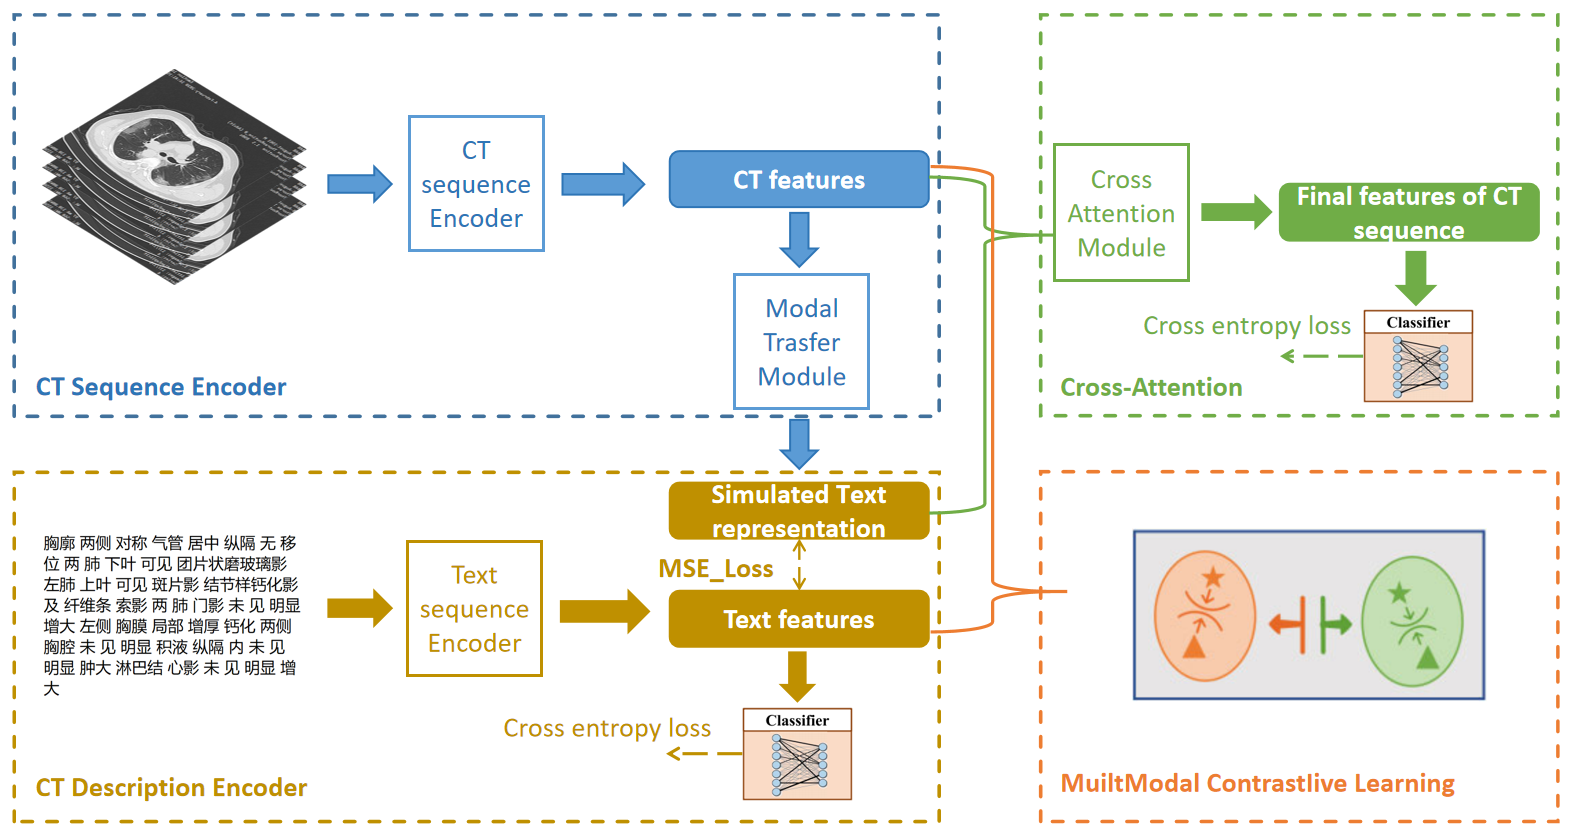 CT
sequence
Encoder
CT features
Modal
Trasfer
Module
CT Sequence Encoder
Cross
Attention
Module
Final features of CT
sequence
Cross entropy loss
Classifier
Cross-Attention
胸廓 两侧 对称 气管 居中 纵隔 无 移
位 两 肺 下叶 可见 团片状磨玻璃影
左肺 上叶 可见 斑片影 结节样钙化影
及 纤维条 索影 两 肺 门影 未 见 明显
增大 左侧 胸膜 局部 增厚 钙化 两侧
胸腔 未 见 明显 积液 纵隔 内 未 见
明显 肿大 淋巴结 心影 未 见 明显 增
大
Text
sequence
Encoder
Simulated Text
representation
MSE_Loss
Text features
Cross entropy loss
Classifier
CT Description Encoder
MuiltModal Contrastlive Learning